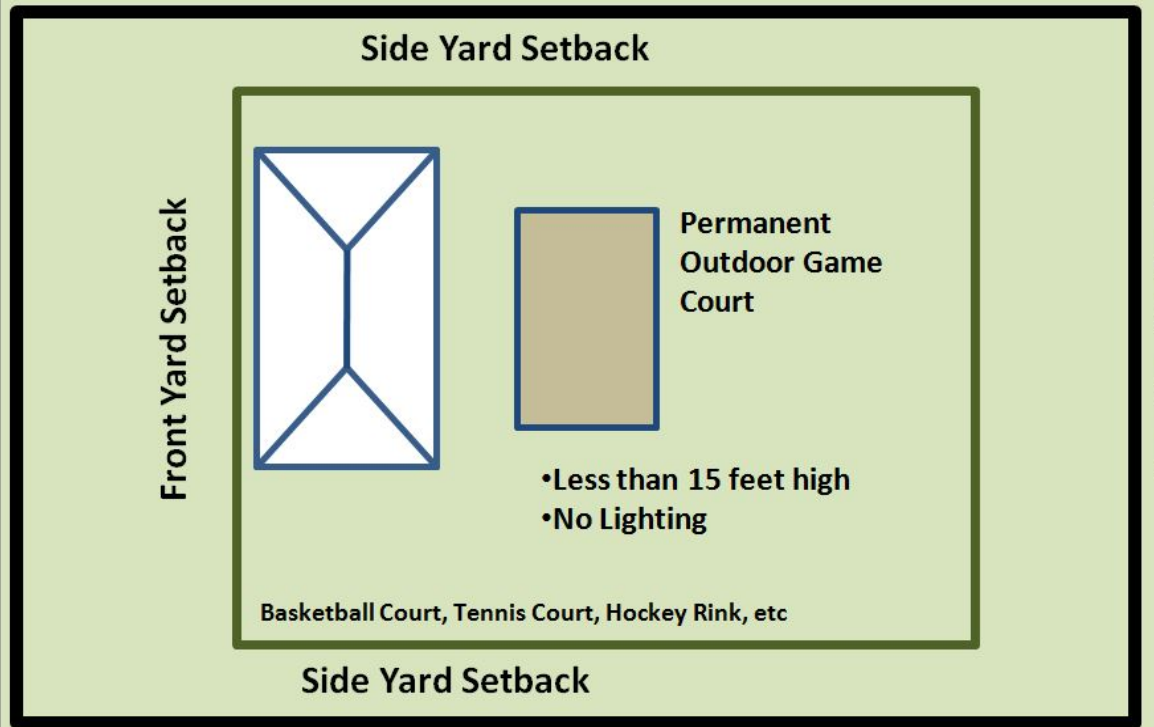 Side Yard Setback
Front Yard Setback
Permanent
Outdoor Game
Court
•Less than 15 feet high
•No Lighting
Basketball Court, Tennis Court, Hockey Rink, etc
Side Yard Setback